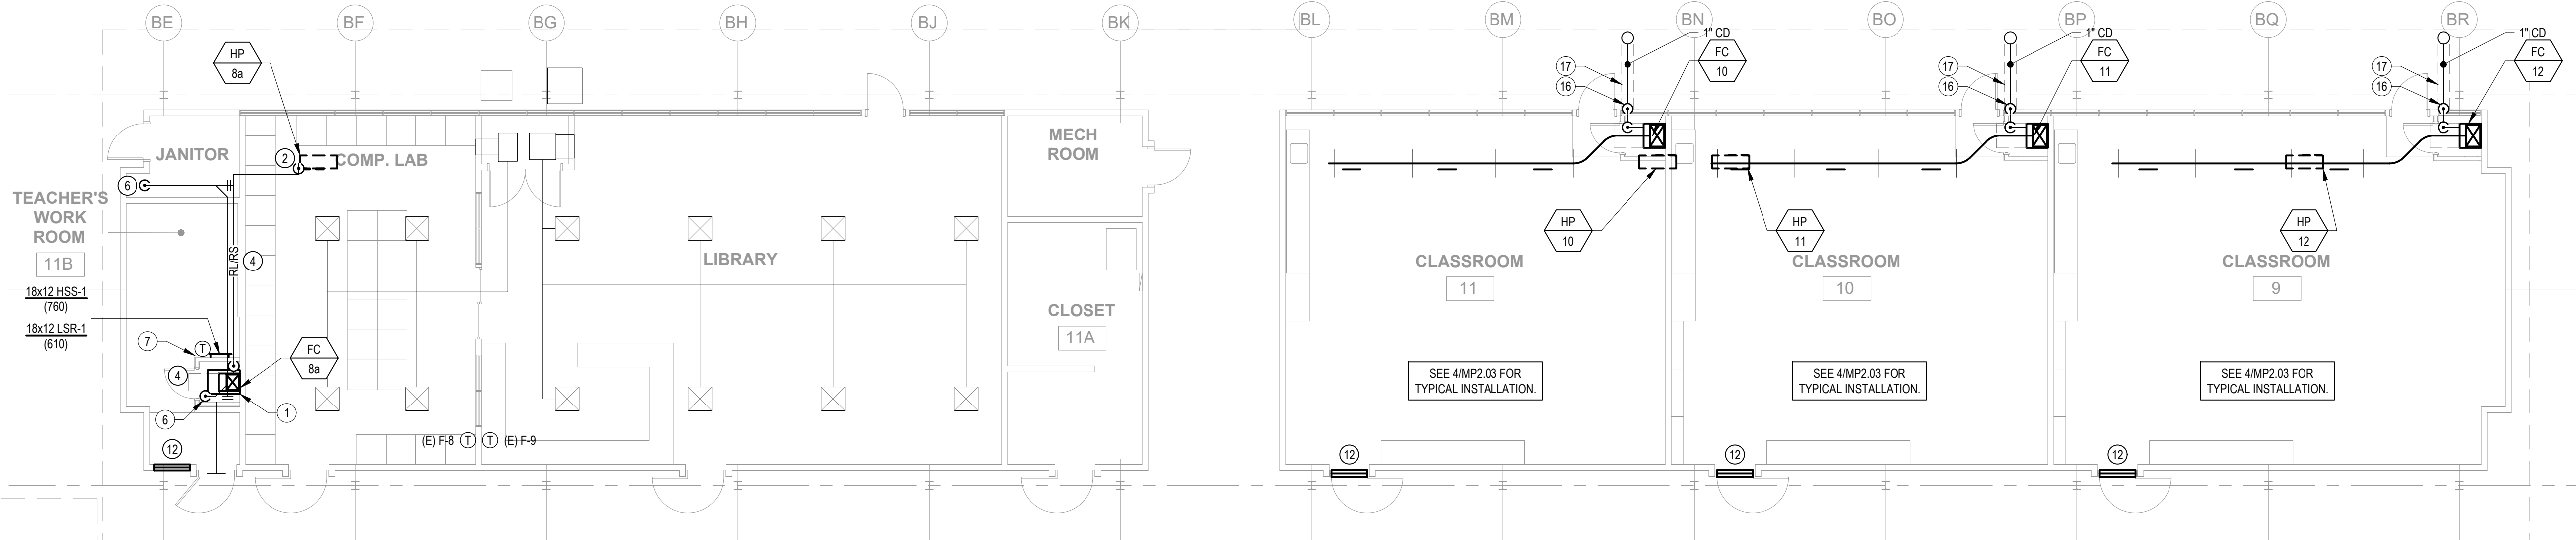 BE
BF
BG
BH
BJ
BK
BL
BM
BN
BO
BP
BQ
BR
HP
8a
1" CD
FC
10
17
16
1" CD
FC
11
17
16
1" CD
FC
12
17
16
JANITOR
2
COMP. LAB
MECH
ROOM
6
TEACHER'S
WORK
ROOM
11B
RL/RS
4
LIBRARY
HP
10
HP
11
HP
12
CLASSROOM
11
CLASSROOM
10
CLASSROOM
9
18x12 HSS-1
(760)
18x12 LSR-1
(610)
CLOSET
11A
7
T
FC
8a
4
6
1
SEE 4/MP2.03 FOR
TYPICAL INSTALLATION.
SEE 4/MP2.03 FOR
TYPICAL INSTALLATION.
SEE 4/MP2.03 FOR
TYPICAL INSTALLATION.
(E) F-8 T T (E) F-9
12
12
12
12